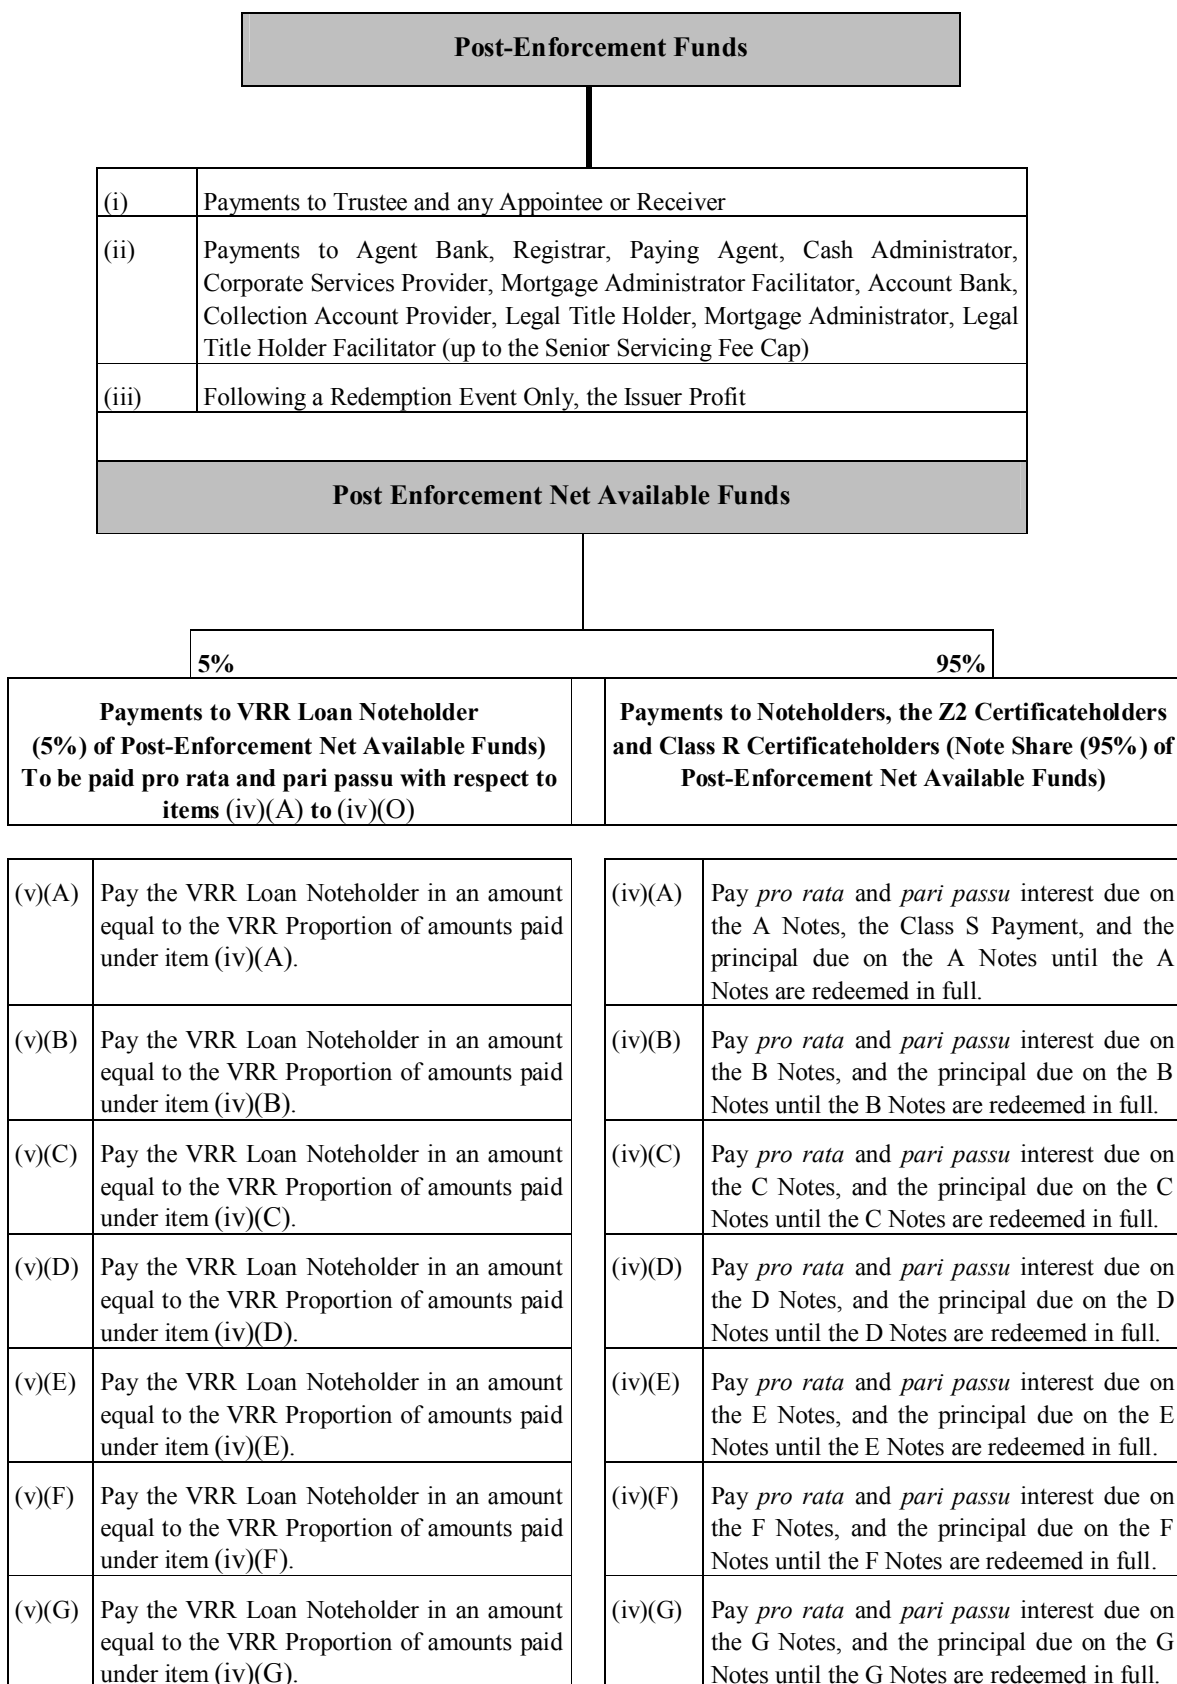 Post-Enforcement Funds
(i) Payments to Trustee and any Appointee or Receiver
(ii) Payments to Agent Bank, Registrar, Paying Agent, Cash Administrator,
Corporate Services Provider, Mortgage Administrator Facilitator, Account Bank,
Collection Account Provider, Legal Title Holder, Mortgage Administrator, Legal
Title Holder Facilitator (up to the Senior Servicing Fee Cap)
(iii) Following a Redemption Event Only, the Issuer Profit
Post Enforcement Net Available Funds
5% 95%
Payments to VRR Loan Noteholder
(5%) of Post-Enforcement Net Available Funds)
To be paid pro rata and pari passu with respect to
items (iv)(A) to (iv)(O)
Payments to Noteholders, the Z2 Certificateholders
and Class R Certificateholders (Note Share (95%) of
Post-Enforcement Net Available Funds)
(v)(A) Pay the VRR Loan Noteholder in an amount
equal to the VRR Proportion of amounts paid
under item (iv)(A).
(iv)(A) Pay pro rata and pari passu interest due on
the A Notes, the Class S Payment, and the
principal due on the A Notes until the A
Notes are redeemed in full.
(v)(B) Pay the VRR Loan Noteholder in an amount
equal to the VRR Proportion of amounts paid
under item (iv)(B).
(iv)(B) Pay pro rata and pari passu interest due on
the B Notes, and the principal due on the B
Notes until the B Notes are redeemed in full.
(v)(C) Pay the VRR Loan Noteholder in an amount
equal to the VRR Proportion of amounts paid
under item (iv)(C).
(iv)(C) Pay pro rata and pari passu interest due on
the C Notes, and the principal due on the C
Notes until the C Notes are redeemed in full.
(v)(D) Pay the VRR Loan Noteholder in an amount
equal to the VRR Proportion of amounts paid
under item (iv)(D).
(iv)(D) Pay pro rata and pari passu interest due on
the D Notes, and the principal due on the D
Notes until the D Notes are redeemed in full.
(v)(E) Pay the VRR Loan Noteholder in an amount
equal to the VRR Proportion of amounts paid
under item (iv)(E).
(iv)(E) Pay pro rata and pari passu interest due on
the E Notes, and the principal due on the E
Notes until the E Notes are redeemed in full.
(v)(F) Pay the VRR Loan Noteholder in an amount
equal to the VRR Proportion of amounts paid
under item (iv)(F).
(iv)(F) Pay pro rata and pari passu interest due on
the F Notes, and the principal due on the F
Notes until the F Notes are redeemed in full.
(v)(G) Pay the VRR Loan Noteholder in an amount
equal to the VRR Proportion of amounts paid
under item (iv)(G).
(iv)(G) Pay pro rata and pari passu interest due on
the G Notes, and the principal due on the G
Notes until the G Notes are redeemed in full.